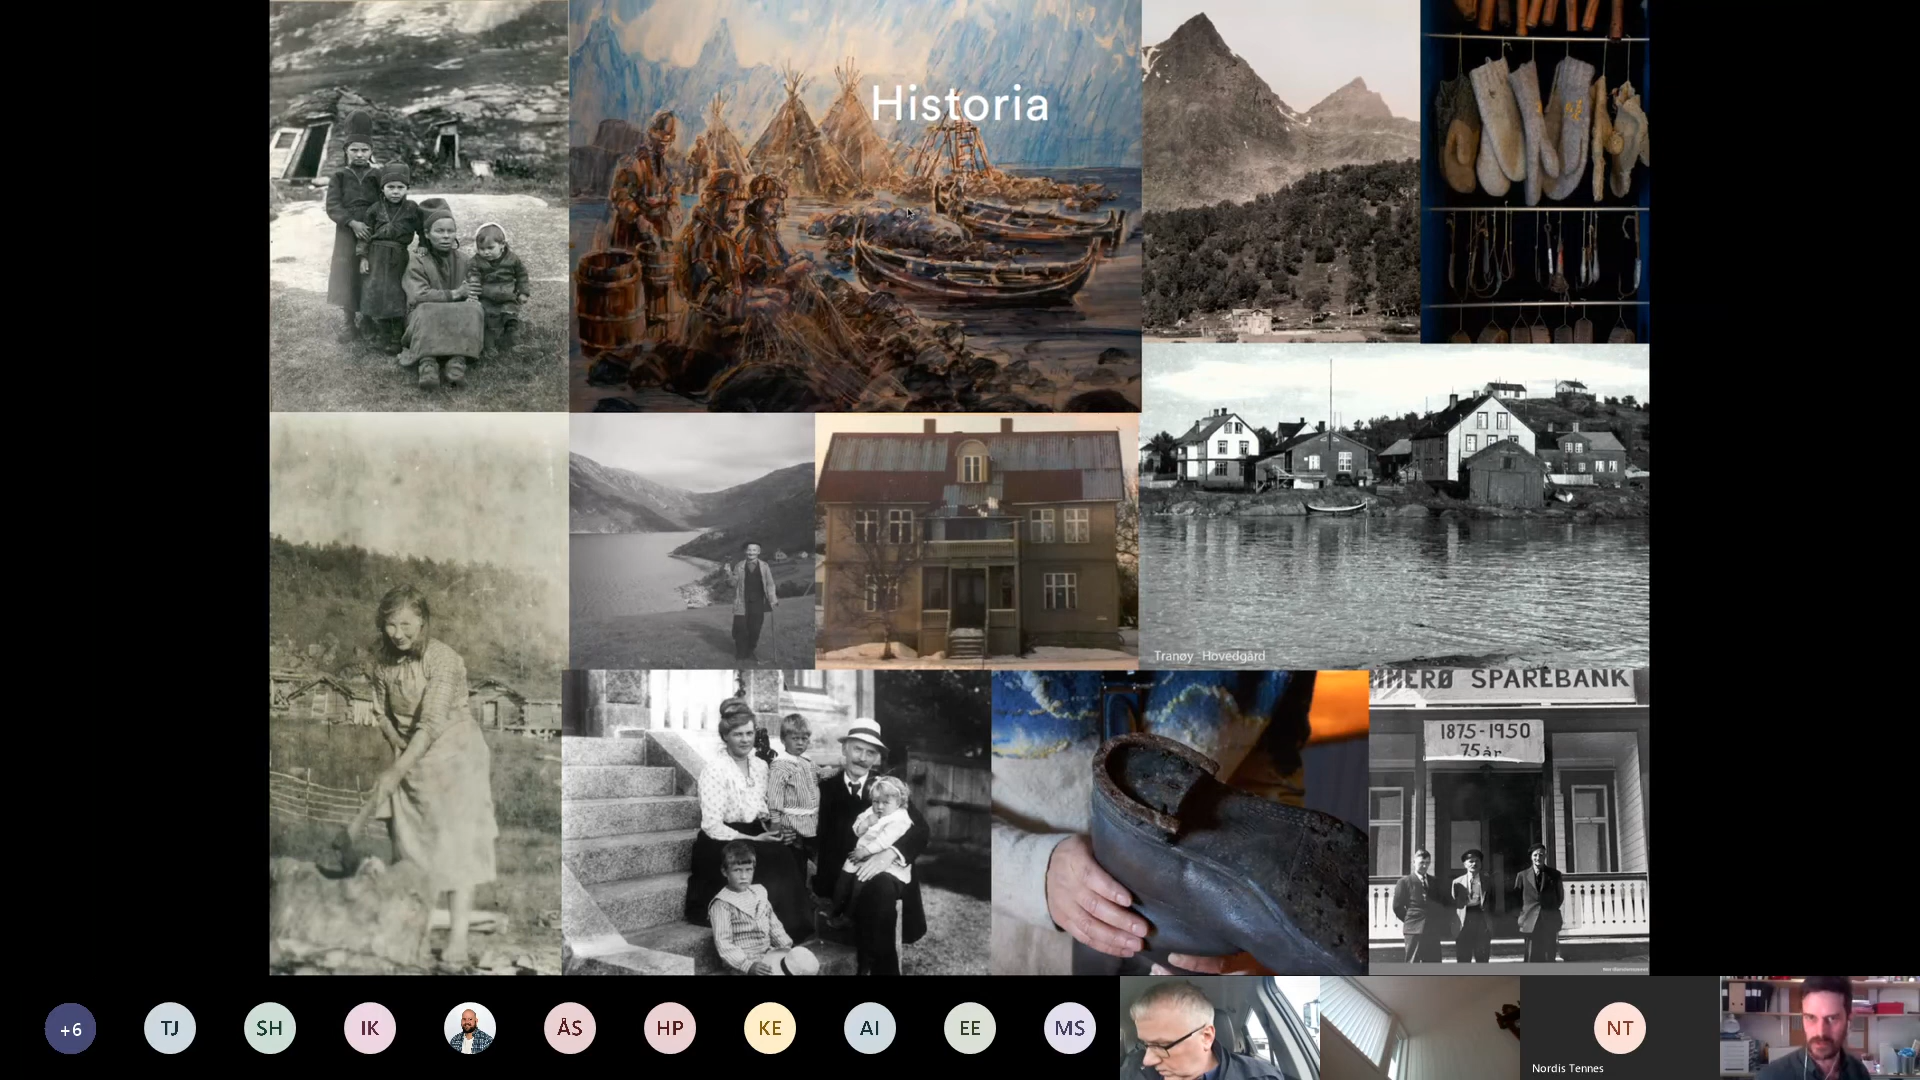 Historia
Tranøy Hovedgård
MMERØ SPAREBANK
1875-1950
75 år
+6
TJ
SH
IK
ÅS
HP
KE
AI
EE
MS
NT
Nordis Tennes